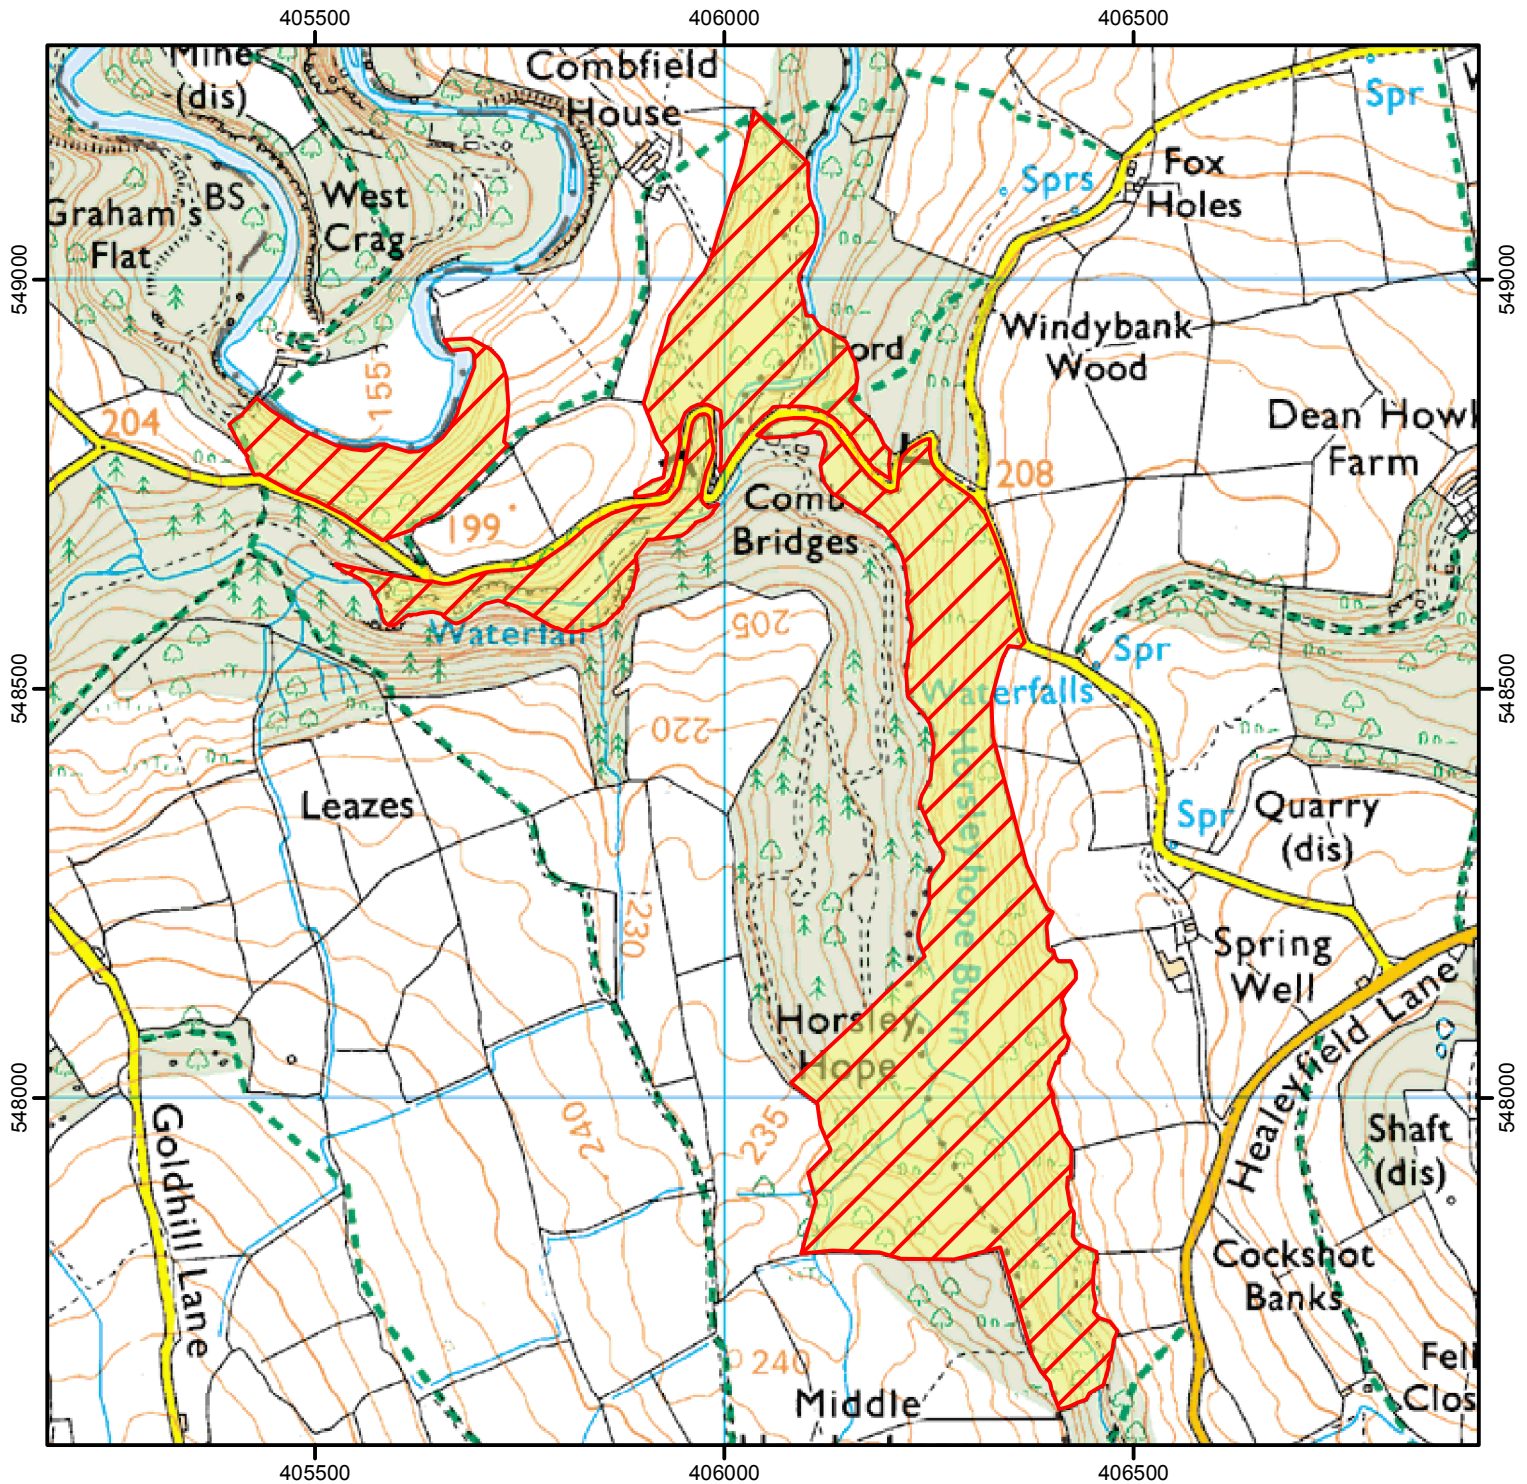 405500
406000
406500
Mine
(dis)
Combfield
House
Spr
Fox
Holes
Sprs
BS
West
Crag
Graham's
Flat
549000
549000
Windybank
Wood
Ford
155
204
Dean Howl
Farm
208
199
Comb
Bridges
205
Waterfall
Spr
Waterfalls
548500
548500
220
Horsleyhope Burn
Leazes
Spr
Quarry
(dis)
230
Spring
Well
Healeyfield Lane
Horsley
Hope
548000
548000
Goldhill Lane
240
235
Shaft
(dis)
Cockshot
Banks
240
Middle
Fell
Clos
405500
406000
406500